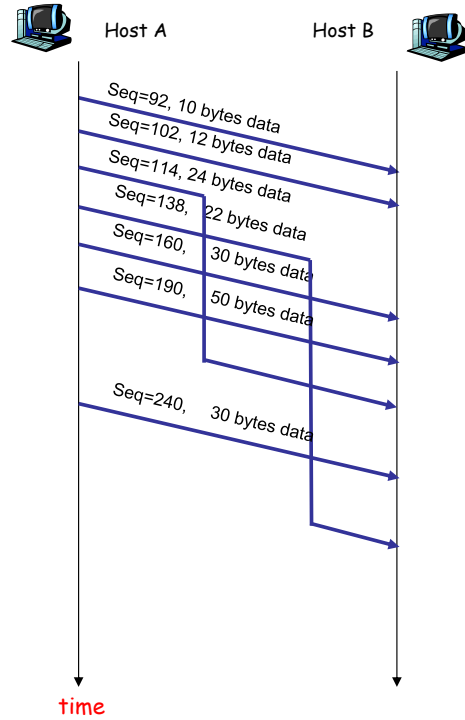 Host A
Host B
Seq=92, 10 bytes data
Seq=102, 12 bytes data
Seq=114, 24 bytes data
Seq=138, 22 bytes data
Seq=160, 30 bytes data
Seq=190, 50 bytes data
Seq=240, 30 bytes data
time